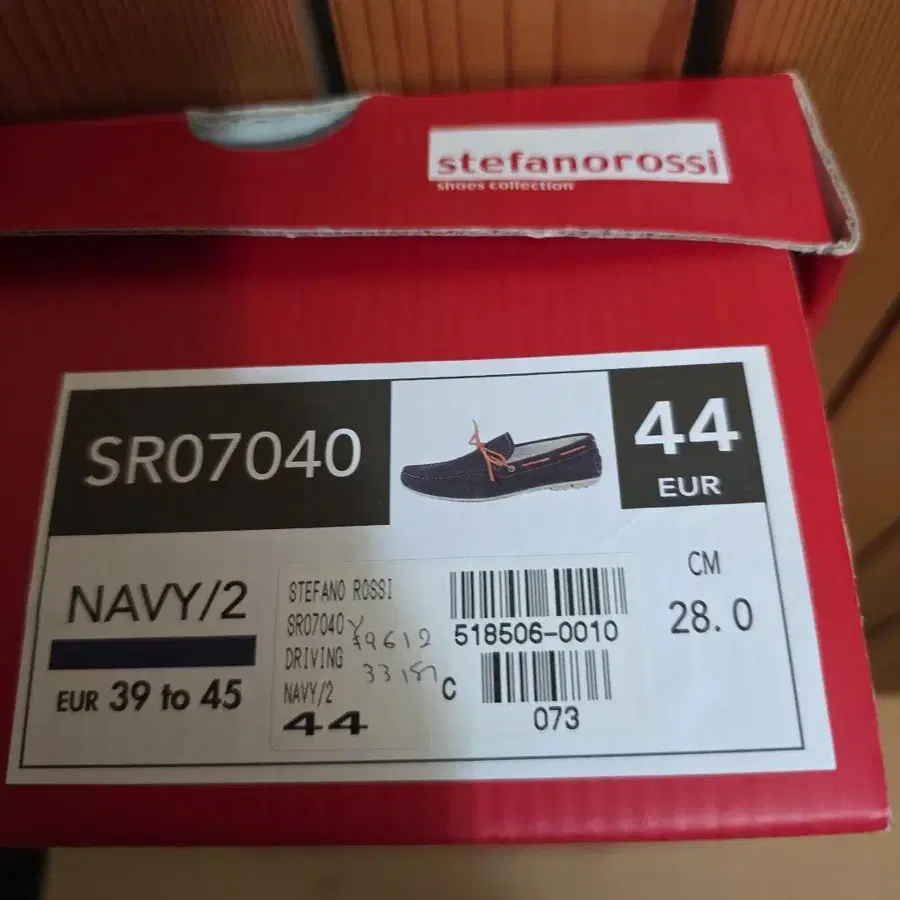 stefanorossi
shoes collection
SR07040
44
EUR
NAVY/2
EUR 39 to 45
STEFANO ROSSI
SR07040
DRIVING
NAVY/2
44
¥9612
518506-0010
C
073
CM
28.0